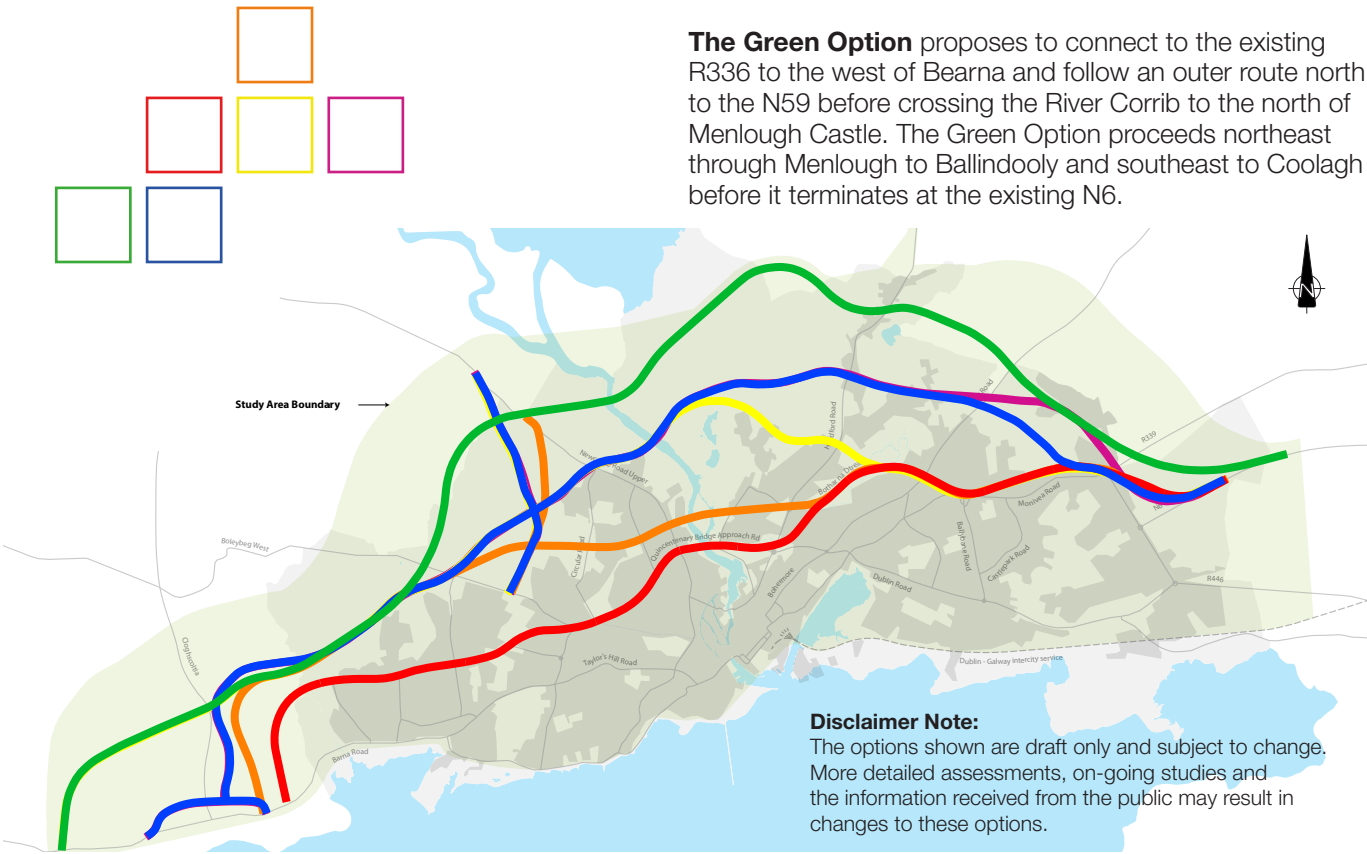 The Green Option proposes to connect to the existing
R336 to the west of Bearna and follow an outer route north
to the N59 before crossing the River Corrib to the north of
Menlough Castle. The Green Option proceeds northeast
through Menlough to Ballindooly and southeast to Coolagh
before it terminates at the existing N6.
N
Study Area Boundary
Road
R339
Road Upper
Boleybeg West
Monivea Road
Quincentenary Bridge Approach Rd
Ballybane Road
Castlepark Road
Bohermore
Dublin Road
R446
Taylor's Hill Road
Dublin - Galway intercity service
Barna Road
Disclaimer Note:
The options shown are draft only and subject to change.
More detailed assessments, on-going studies and
the information received from the public may result in
changes to these options.